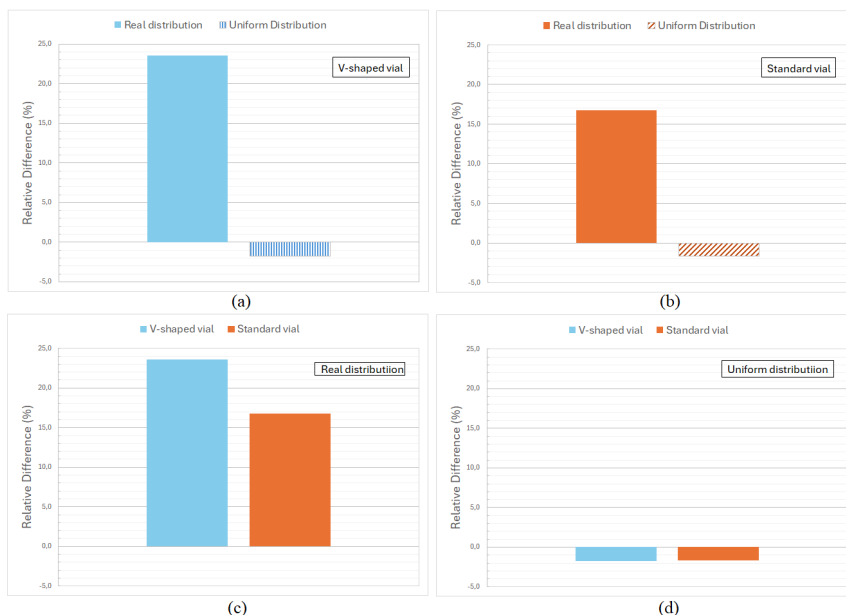 Real distribution Uniform Distribution
V-shaped vial
Relative Difference (%)
25,0
20,0
15,0
10,0
5,0
0,0
-5,0
(a)
Real distribution Uniform Distribution
Standard vial
Relative Difference (%)
25,0
20,0
15,0
10,0
5,0
0,0
-5,0
(b)
V-shaped vial Standard vial
Real distributiion
Relative Difference (%)
25,0
20,0
15,0
10,0
5,0
0,0
-5,0
(c)
V-shaped vial Standard vial
Uniform distributiion
Relative Difference (%)
25,0
20,0
15,0
10,0
5,0
-0,0
-5,0
(d)